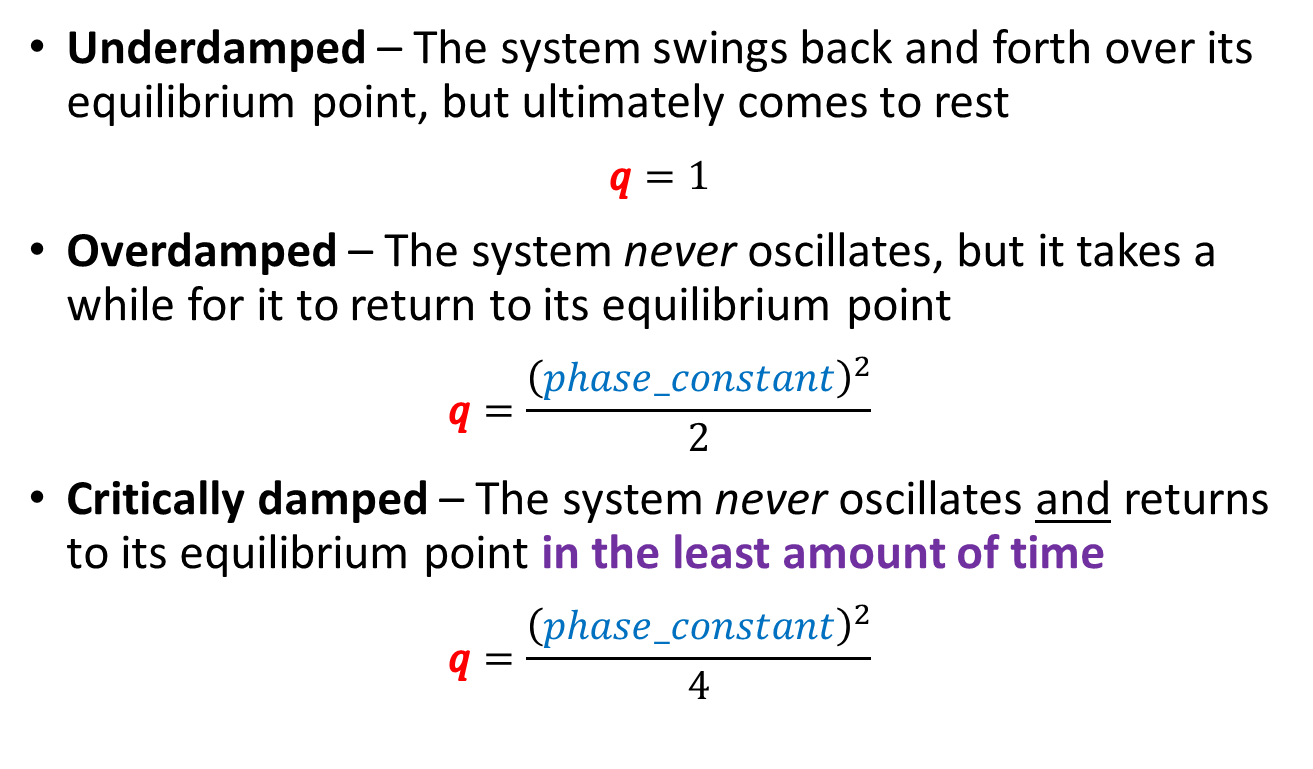 • Underdamped – The system swings back and forth over its
equilibrium point, but ultimately comes to rest
q = 1
• Overdamped – The system never oscillates, but it takes a
while for it to return to its equilibrium point
q = (phase_constant)² / 2
• Critically damped – The system never oscillates and returns
to its equilibrium point in the least amount of time
q = (phase_constant)² / 4